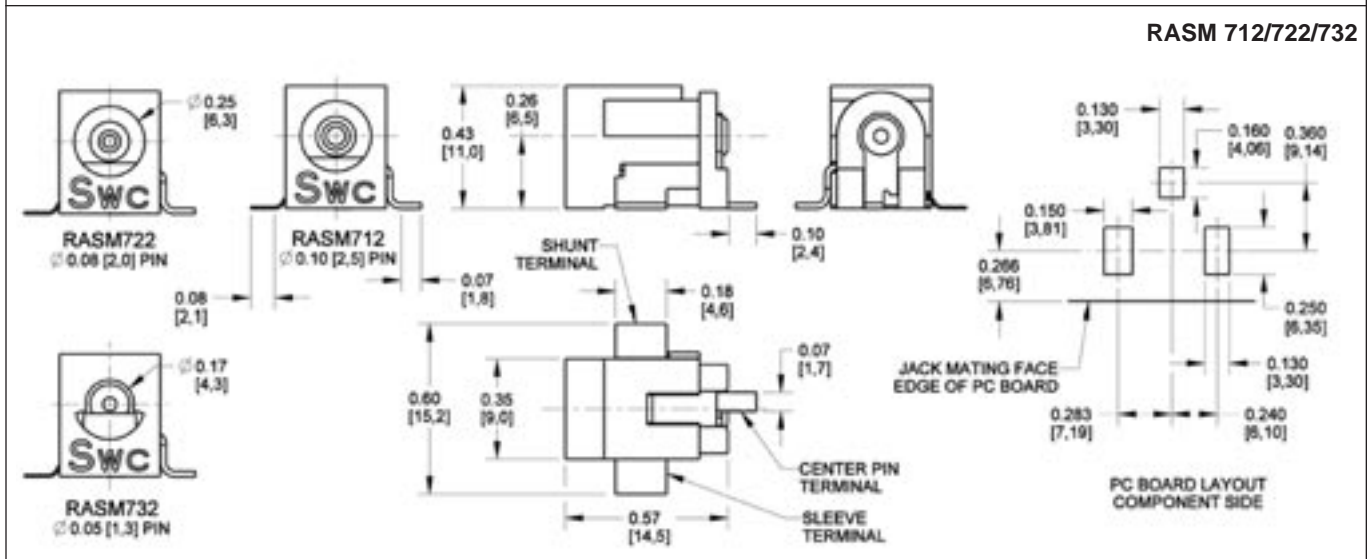 RASM 712/722/732
Ø 0.25
[6,3]
SWC
RASM722
Ø 0.08 [2,0] PIN
SWC
RASM712
Ø 0.10 [2,5] PIN
0.08
[2,1]
0.07
[1,8]
0.43
[11,0]
0.26
[6,5]
0.10
[2,4]
SHUNT
TERMINAL
0.18
[4,6]
0.60
[15,2]
0.35
[9,0]
0.07
[1,7]
CENTER PIN
TERMINAL
SLEEVE
TERMINAL
0.57
[14,5]
Ø 0.17
[4,3]
SWC
RASM732
Ø 0.05 [1,3] PIN
0.130
[3,30]
0.160
[4,06]
0.360
[9,14]
0.150
[3,81]
0.266
[6,76]
0.250
[6,35]
JACK MATING FACE
EDGE OF PC BOARD
0.130
[3,30]
0.283
[7,19]
0.240
[6,10]
PC BOARD LAYOUT
COMPONENT SIDE